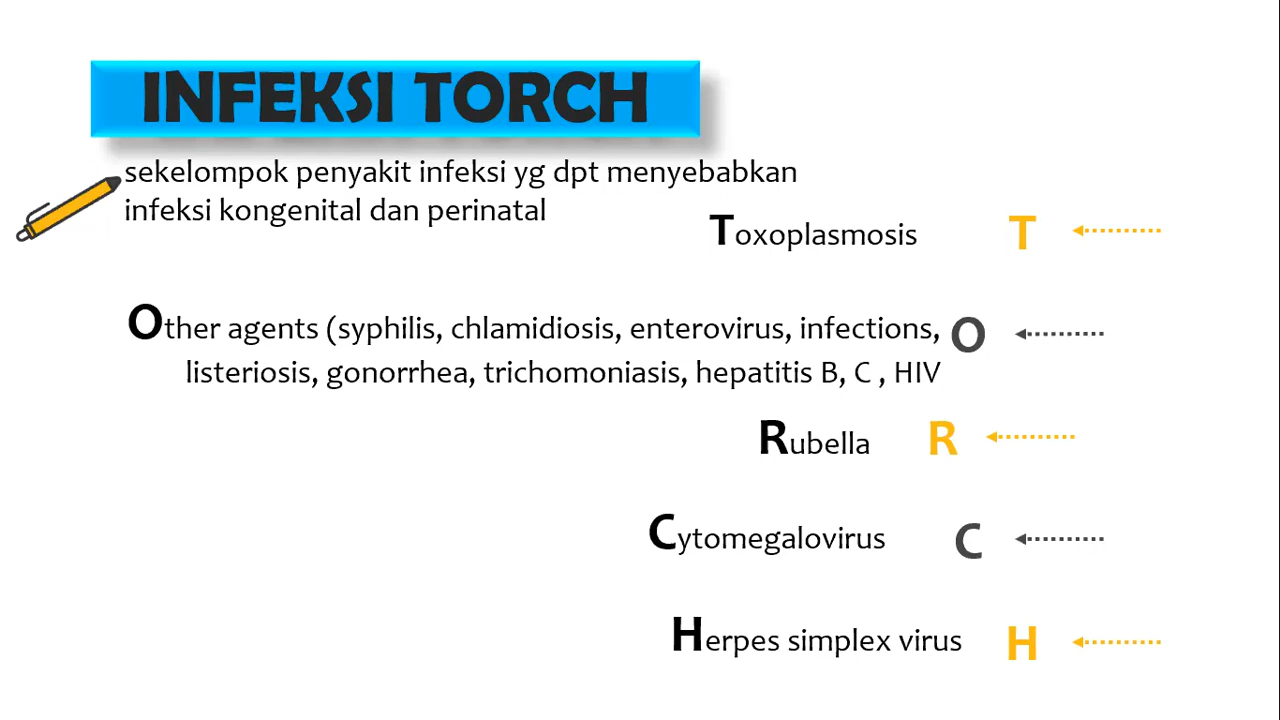 INFEKSI TORCH
sekelompok penyakit infeksi yg dpt menyebabkan
infeksi kongenital dan perinatal
Toxoplasmosis T
Other agents (syphilis, chlamidiosis, enterovirus, infections, O
listeriosis, gonorrhea, trichomoniasis, hepatitis B, C , HIV
Rubella R
Cytomegalovirus C
Herpes simplex virus H